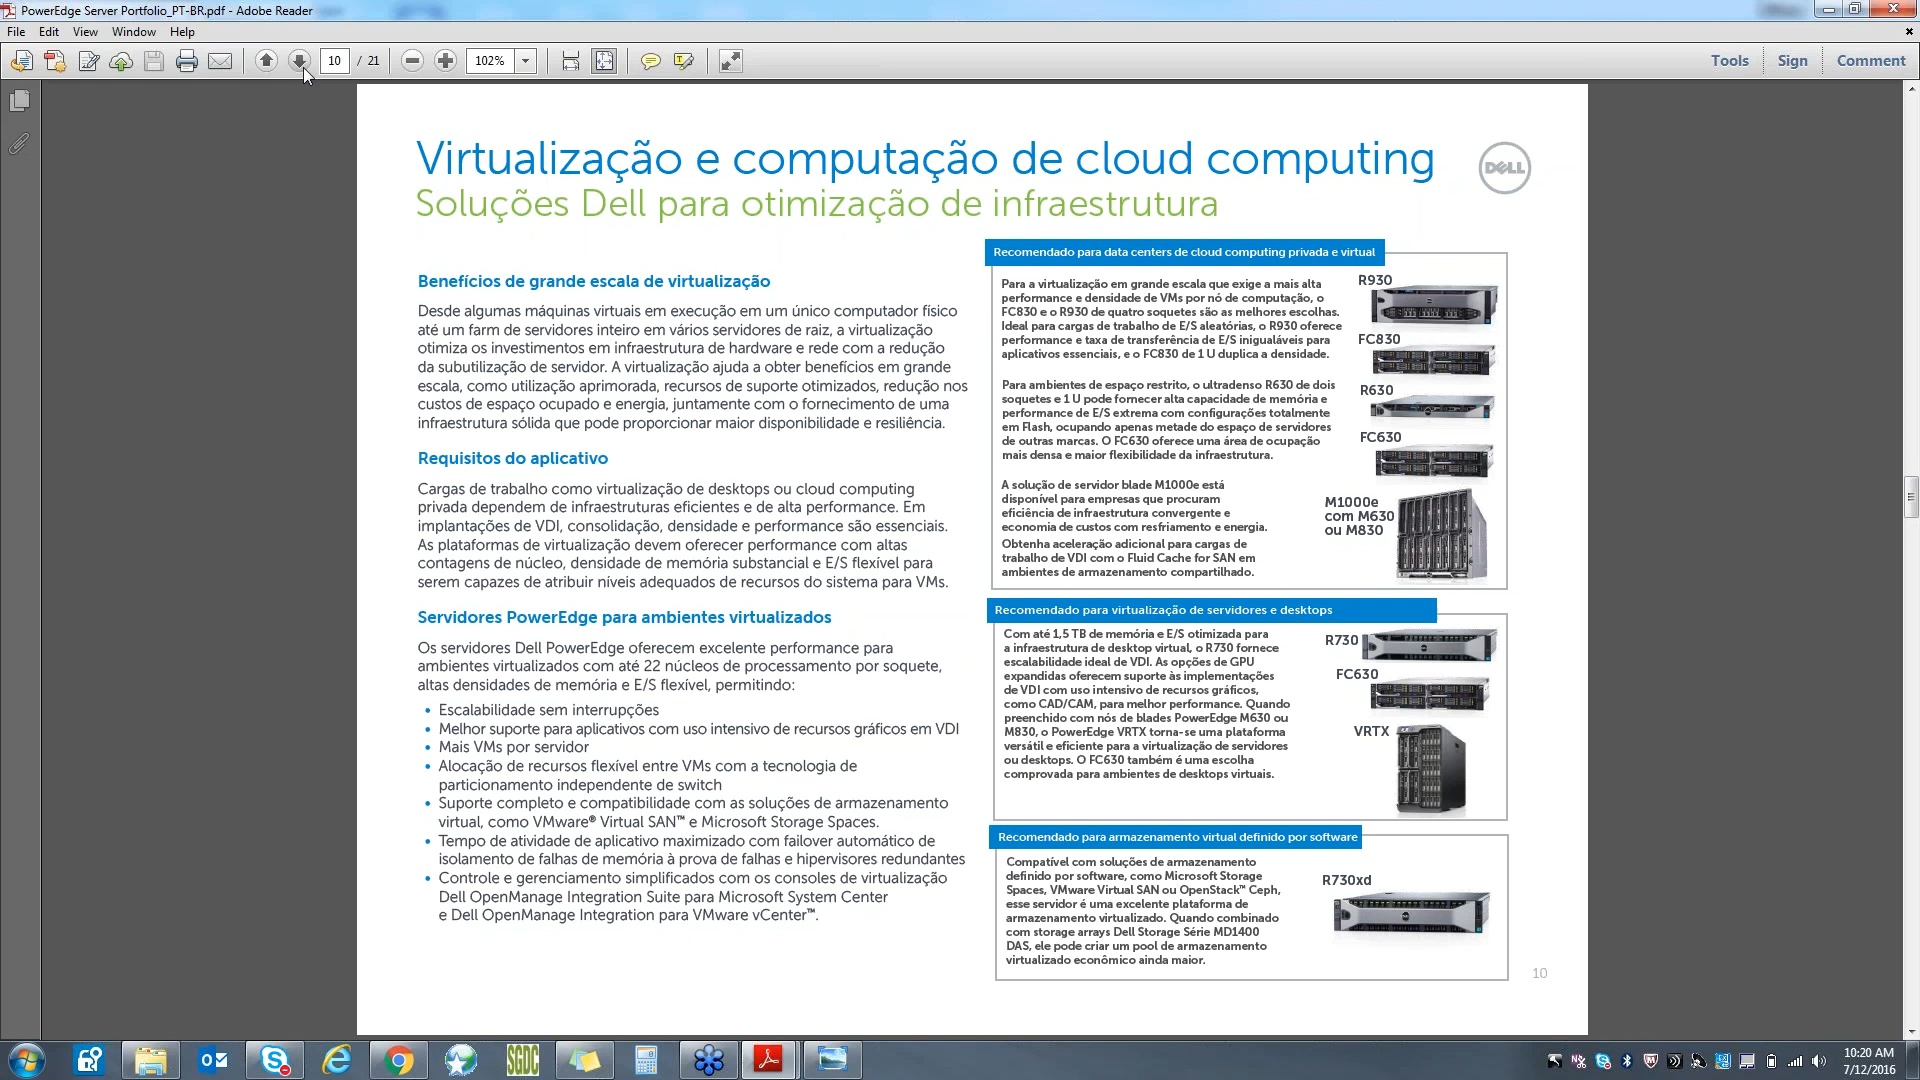 PowerEdge Server Portfolio_PT-BR.pdf - Adobe Reader
File Edit View Window Help
10 / 21 102% Tools Sign Comment
Virtualização e computação de cloud computing
DELL
Soluções Dell para otimização de infraestrutura
Benefícios de grande escala de virtualização
Desde algumas máquinas virtuais em execução em um único computador físico
até um farm de servidores inteiro em vários servidores de raiz, a virtualização
otimiza os investimentos em infraestrutura de hardware e rede com a redução
da subutilização de servidor. A virtualização ajuda a obter benefícios em grande
escala, como utilização aprimorada, recursos de suporte otimizados, redução nos
custos de espaço ocupado e energia, juntamente com o fornecimento de uma
infraestrutura sólida que pode proporcionar maior disponibilidade e resiliência.
Requisitos do aplicativo
Cargas de trabalho como virtualização de desktops ou cloud computing
privada dependem de infraestruturas eficientes e de alta performance. Em
implantações de VDI, consolidação, densidade e performance são essenciais.
As plataformas de virtualização devem oferecer performance com altas
contagens de núcleo, densidade de memória substancial e E/S flexível para
serem capazes de atribuir níveis adequados de recursos do sistema para VMs.
Servidores PowerEdge para ambientes virtualizados
Os servidores Dell PowerEdge oferecem excelente performance para
ambientes virtualizados com até 22 núcleos de processamento por soquete,
altas densidades de memória e E/S flexível, permitindo:
• Escalabilidade sem interrupções
• Melhor suporte para aplicativos com uso intensivo de recursos gráficos em VDI
• Mais VMs por servidor
• Alocação de recursos flexível entre VMs com a tecnologia de
particionamento independente de switch
• Suporte completo e compatibilidade com as soluções de armazenamento
virtual, como VMware® Virtual SAN™ e Microsoft Storage Spaces.
• Tempo de atividade de aplicativo maximizado com failover automático de
isolamento de falhas de memória à prova de falhas e hipervisores redundantes
• Controle e gerenciamento simplificados com os consoles de virtualização
Dell OpenManage Integration Suite para Microsoft System Center
e Dell OpenManage Integration para VMware vCenter™.
Recomendado para data centers de cloud computing privada e virtual
Para a virtualização em grande escala que exige a mais alta
performance e densidade de VMs por nó de computação, o
FC830 e o R930 de quatro soquetes são as melhores escolhas.
Ideal para cargas de trabalho de E/S aleatórias, o R930 oferece
performance e taxa de transferência de E/S inigualáveis para
aplicativos essenciais, e o FC830 de 1 U duplica a densidade.
Para ambientes de espaço restrito, o ultradenso R630 de dois
soquetes e 1 U pode fornecer alta capacidade de memória e
performance de E/S extrema com configurações totalmente
em Flash, ocupando apenas metade do espaço de servidores
de outras marcas. O FC630 oferece uma área de ocupação
mais densa e maior flexibilidade da infraestrutura.
A solução de servidor blade M1000e está
disponível para empresas que procuram
eficiência de infraestrutura convergente e
economia de custos com resfriamento e energia.
Obtenha aceleração adicional para cargas de
trabalho de VDI com o Fluid Cache for SAN em
ambientes de armazenamento compartilhado.
R930
FC830
R630
FC630
M1000e
com M630
ou M830
Recomendado para virtualização de servidores e desktops
Com até 1,5 TB de memória e E/S otimizada para
a infraestrutura de desktop virtual, o R730 fornece
escalabilidade ideal de VDI. As opções de GPU
expandidas oferecem suporte às implementações
de VDI com uso intensivo de recursos gráficos,
como CAD/CAM, para melhor performance. Quando
preenchido com nós de blades PowerEdge M630 ou
M830, o PowerEdge VRTX torna-se uma plataforma
versátil e eficiente para a virtualização de servidores
ou desktops. O FC630 também é uma escolha
comprovada para ambientes de desktops virtuais.
R730
FC630
VRTX
Recomendado para armazenamento virtual definido por software
Compatível com soluções de armazenamento
definido por software, como Microsoft Storage
Spaces, VMware Virtual SAN ou OpenStack™ Ceph,
esse servidor é uma excelente plataforma de
armazenamento virtualizado. Quando combinado
com storage arrays Dell Storage Série MD1400
DAS, ele pode criar um pool de armazenamento
virtualizado econômico ainda maior.
R730xd
10
SGDC
10:20 AM
7/12/2016